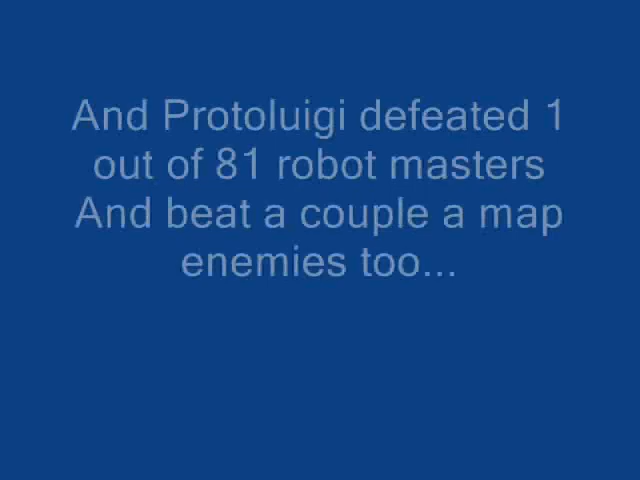 And Protoluigi defeated 1
out of 81 robot masters
And beat a couple a map
enemies too...